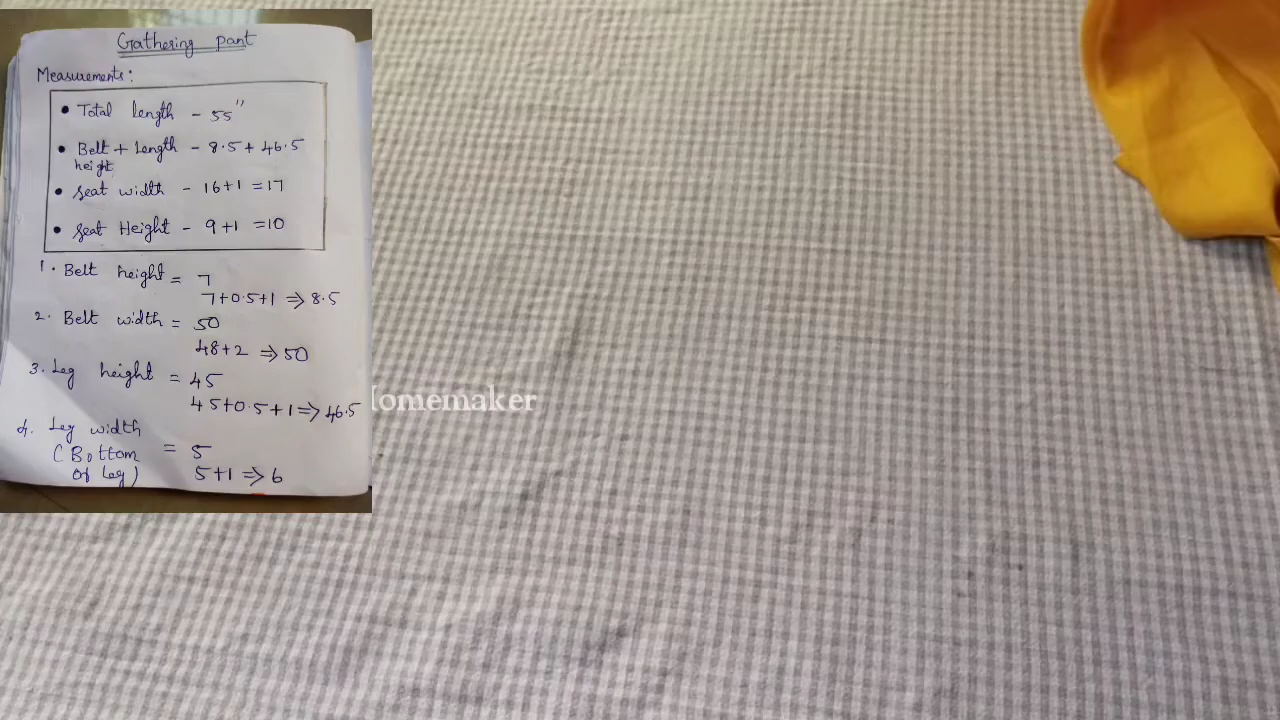 Gathering pant
Measurements:
• Total length - 55"
• Belt + Length - 8.5 + 46.5
height
• Seat width - 16+1 =17
• Seat Height - 9+1 =10
1. Belt height = 7
7+0.5+1 ⇒ 8.5
2. Belt width = 50
48+2 ⇒ 50
3. Leg height = 45
45+0.5+1 ⇒ 46.5
4. Leg width
(Bottom = 5
of Leg) 5+1 ⇒ 6
Homemaker